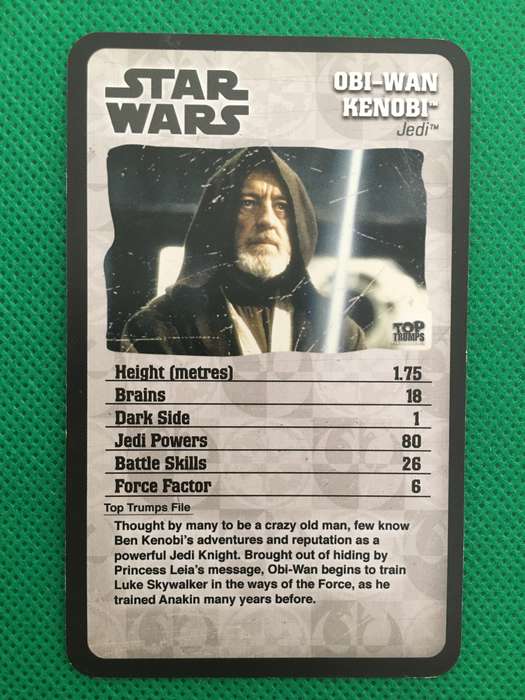 STAR
WARS
OBI-WAN
KENOBI™
Jedi™
TOP
TRUMPS
Height (metres) 1.75
Brains 18
Dark Side 1
Jedi Powers 80
Battle Skills 26
Force Factor 6
Top Trumps File
Thought by many to be a crazy old man, few know
Ben Kenobi's adventures and reputation as a
powerful Jedi Knight. Brought out of hiding by
Princess Leia's message, Obi-Wan begins to train
Luke Skywalker in the ways of the Force, as he
trained Anakin many years before.